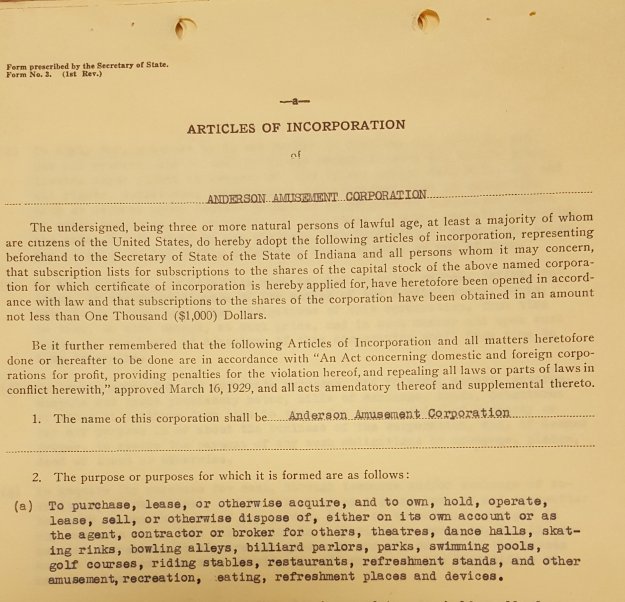 Form prescribed by the Secretary of State.
Form No. 3. (1st Rev.)
—a—
ARTICLES OF INCORPORATION
of
ANDERSON AMUSEMENT CORPORATION
The undersigned, being three or more natural persons of lawful age, at least a majority of whom
are citizens of the United States, do hereby adopt the following articles of incorporation, representing
beforehand to the Secretary of State of the State of Indiana and all persons whom it may concern,
that subscription lists for subscriptions to the shares of the capital stock of the above named corpora-
tion for which certificate of incorporation is hereby applied for, have heretofore been opened in accord-
ance with law and that subscriptions to the shares of the corporation have been obtained in an amount
not less than One Thousand ($1,000) Dollars.
Be it further remembered that the following Articles of Incorporation and all matters heretofore
done or hereafter to be done are in accordance with "An Act concerning domestic and foreign corpo-
rations for profit, providing penalties for the violation hereof, and repealing all laws or parts of laws in
conflict herewith," approved March 16, 1929, and all acts amendatory thereof and supplemental thereto.
1. The name of this corporation shall be Anderson Amusement Corporation
2. The purpose or purposes for which it is formed are as follows:
(a) To purchase, lease, or otherwise acquire, and to own, hold, operate,
lease, sell, or otherwise dispose of, either on its own account or as
the agent, contractor or broker for others, theatres, dance halls, skat-
ing rinks, bowling alleys, billiard parlors, parks, swimming pools,
golf courses, riding stables, restaurants, refreshment stands, and other
amusement, recreation, eating, refreshment places and devices.